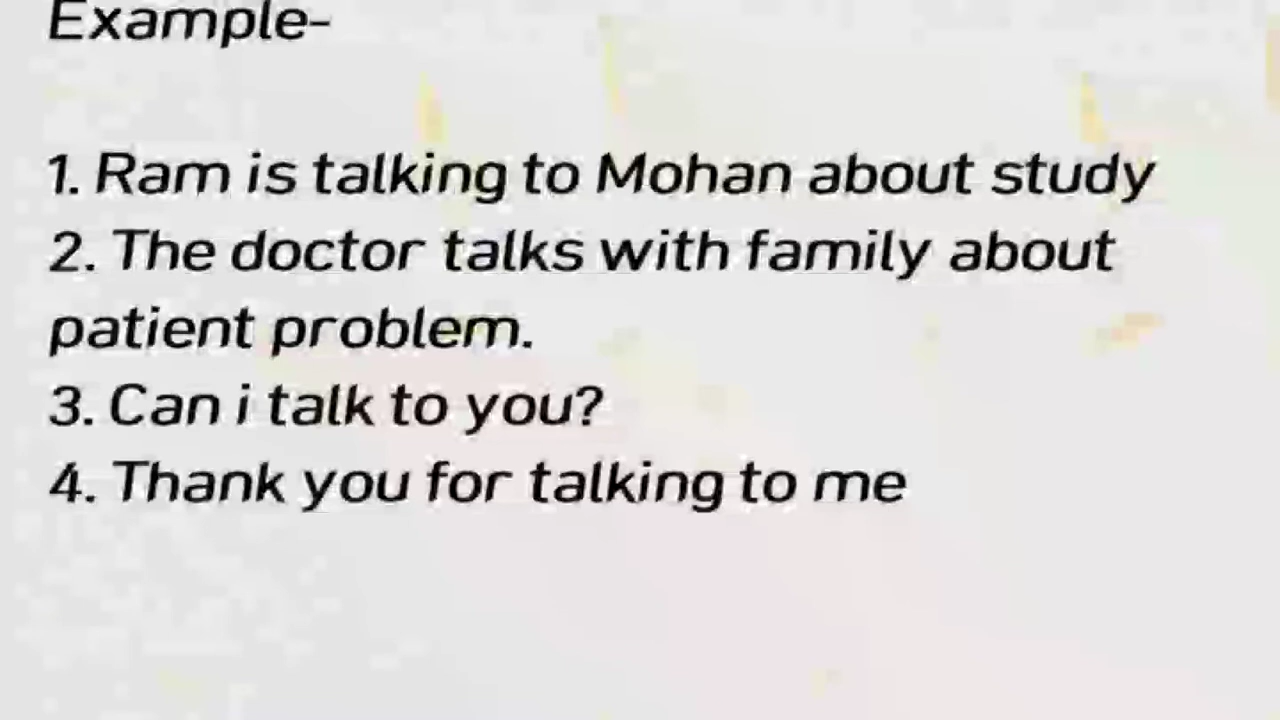 Example-
1. Ram is talking to Mohan about study
2. The doctor talks with family about
patient problem.
3. Can i talk to you?
4. Thank you for talking to me